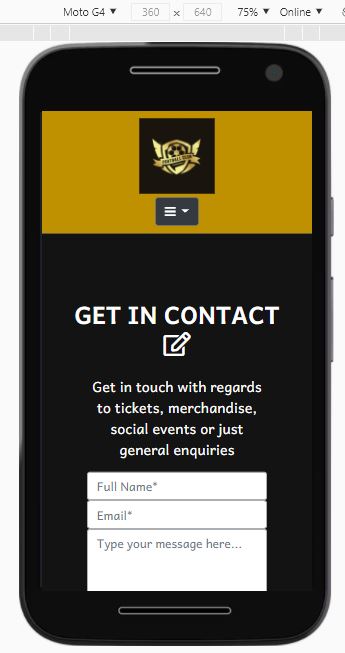 Moto G4 ▼ 360 × 640 75% ▼ Online ▼
GET IN CONTACT
Get in touch with regards
to tickets, merchandise,
social events or just
general enquiries
Full Name*
Email*
Type your message here...